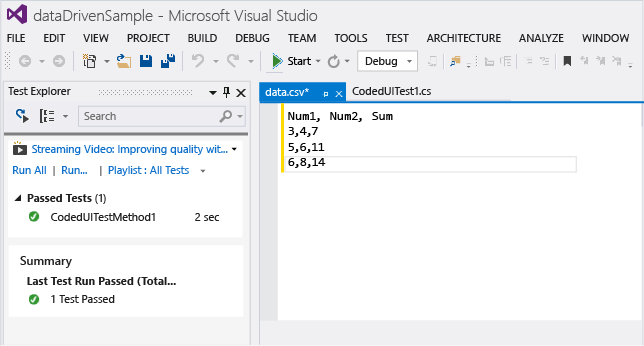 dataDrivenSample - Microsoft Visual Studio
FILE EDIT VIEW PROJECT BUILD DEBUG TEAM TOOLS TEST ARCHITECTURE ANALYZE WINDOW
Start Debug
Test Explorer
Search
Streaming Video: Improving quality wit...
Run All | Run... | Playlist : All Tests
Passed Tests (1)
CodedUITestMethod1 2 sec
Summary
Last Test Run Passed (Total...
1 Test Passed
data.csv* CodedUITest1.cs
Num1, Num2, Sum
3,4,7
5,6,11
6,8,14